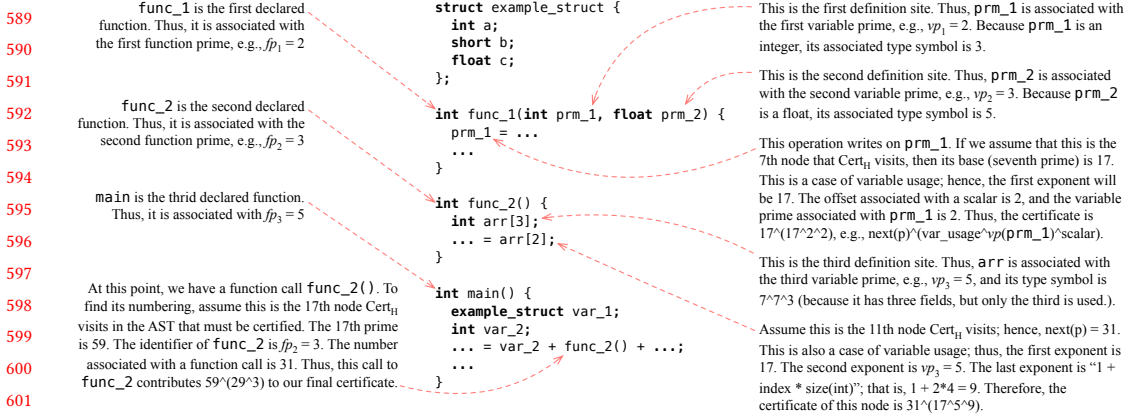 589
590
591
592
593
594
595
596
597
598
599
600
601
func_1 is the first declared
function. Thus, it is associated with
the first function prime, e.g., fp1 = 2
func_2 is the second declared
function. Thus, it is associated with the
second function prime, e.g., fp2 = 3
main is the thrid declared function.
Thus, it is associated with fp3 = 5
At this point, we have a function call func_2(). To
find its numbering, assume this is the 17th node CertH
visits in the AST that must be certified. The 17th prime
is 59. The identifier of func_2 is fp2 = 3. The number
associated with a function call is 31. Thus, this call to
func_2 contributes 59^(29^3) to our final certificate.
struct example_struct {
int a;
short b;
float c;
};
int func_1(int prm_1, float prm_2) {
prm_1 = ...
...
}
int func_2() {
int arr[3];
... = arr[2];
}
int main() {
example_struct var_1;
int var_2;
... = var_2 + func_2() + ...;
...
}
This is the first definition site. Thus, prm_1 is associated with
the first variable prime, e.g., vp1 = 2. Because prm_1 is an
integer, its associated type symbol is 3.
This is the second definition site. Thus, prm_2 is associated
with the second variable prime, e.g., vp2 = 3. Because prm_2
is a float, its associated type symbol is 5.
This operation writes on prm_1. If we assume that this is the
7th node that CertH visits, then its base (seventh prime) is 17.
This is a case of variable usage; hence, the first exponent will
be 17. The offset associated with a scalar is 2, and the variable
prime associated with prm_1 is 2. Thus, the certificate is
17^(17^2^2), e.g., next(p)^(var_usage^vp(prm_1)^scalar).
This is the third definition site. Thus, arr is associated with
the third variable prime, e.g., vp3 = 5, and its type symbol is
7^7^3 (because it has three fields, but only the third is used.).
Assume this is the 11th node CertH visits; hence, next(p) = 31.
This is also a case of variable usage; thus, the first exponent is
17. The second exponent is vp3 = 5. The last exponent is “1 +
index * size(int)”; that is, 1 + 2*4 = 9. Therefore, the
certificate of this node is 31^(17^5^9).